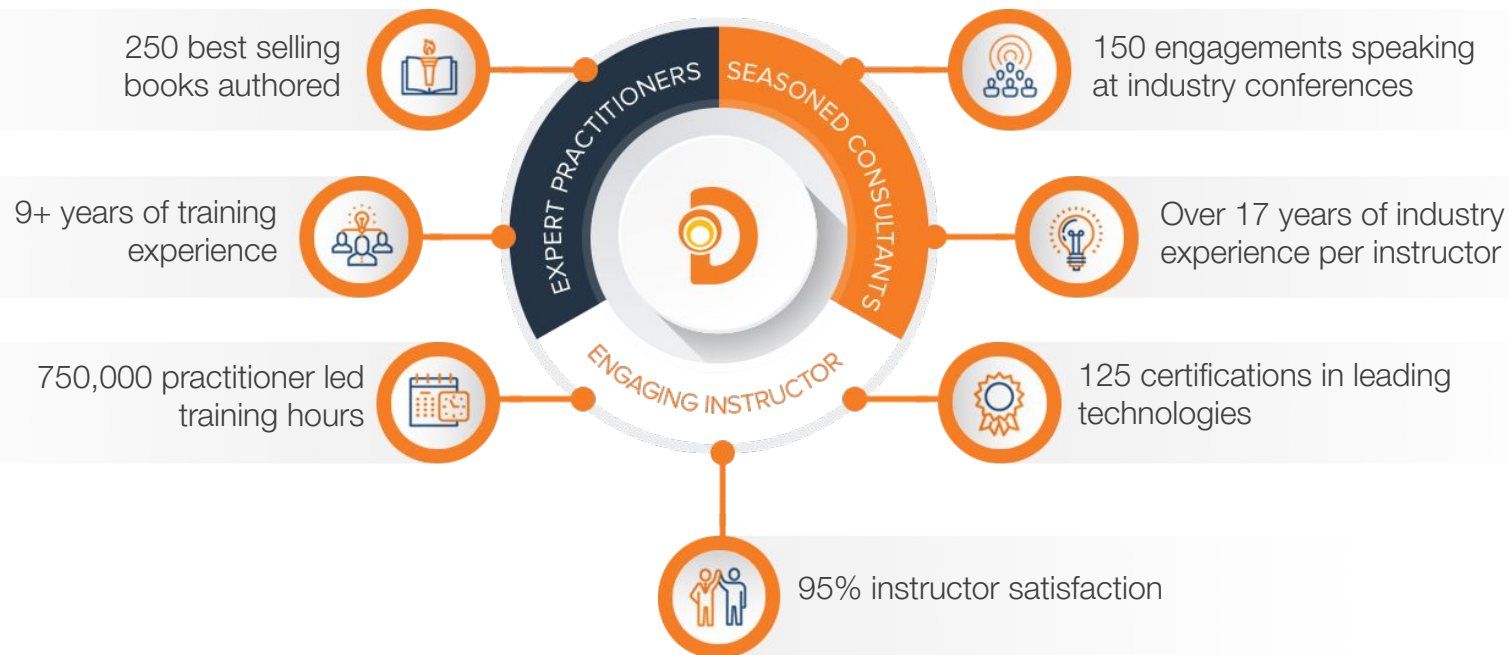 250 best selling
books authored
150 engagements speaking
at industry conferences
EXPERT PRACTITIONERS
SEASONED CONSULTANTS
9+ years of training
experience
Over 17 years of industry
experience per instructor
ENGAGING INSTRUCTOR
750,000 practitioner led
training hours
125 certifications in leading
technologies
95% instructor satisfaction